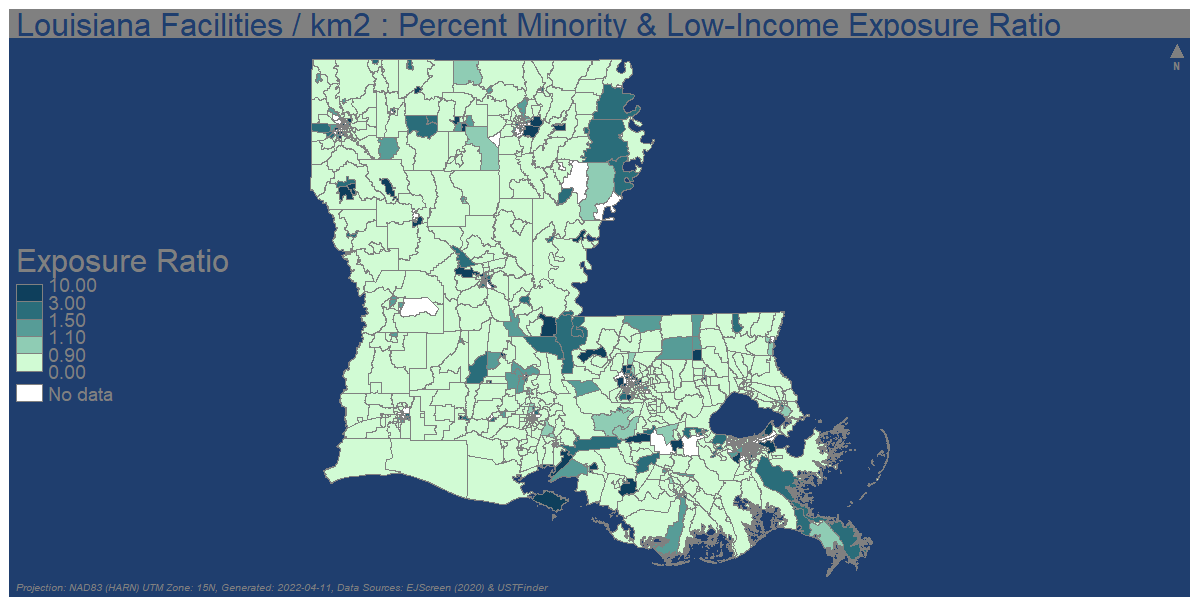 Louisiana Facilities / km2 : Percent Minority & Low-Income Exposure Ratio
N
Exposure Ratio
10.00
3.00
1.50
1.10
0.90
0.00
No data
Projection: NAD83 (HARN) UTM Zone: 15N, Generated: 2022-04-11, Data Sources: EJScreen (2020) & USTFinder